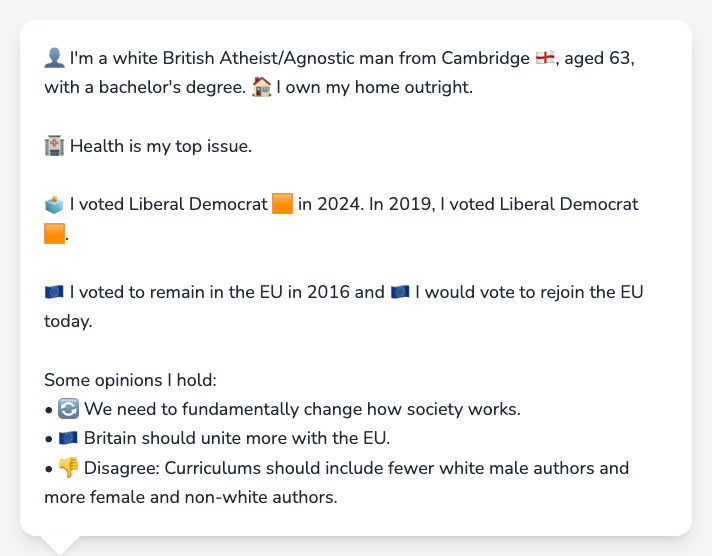 👤 I'm a white British Atheist/Agnostic man from Cambridge 🏴󠁧󠁢󠁥󠁮󠁧󠁿, aged 63,
with a bachelor's degree. 🏠 I own my home outright.
🏥 Health is my top issue.
🗳️ I voted Liberal Democrat 🟧 in 2024. In 2019, I voted Liberal Democrat
🟧.
🇪🇺 I voted to remain in the EU in 2016 and 🇪🇺 I would vote to rejoin the EU
today.
Some opinions I hold:
• 🔄 We need to fundamentally change how society works.
• 🇪🇺 Britain should unite more with the EU.
• 👎 Disagree: Curriculums should include fewer white male authors and
more female and non-white authors.